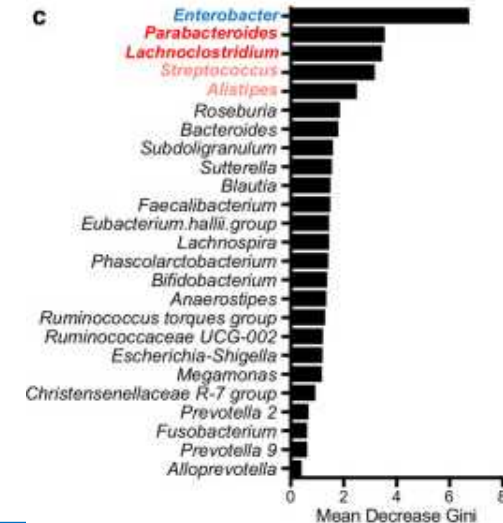 c
Enterobacter
Parabacteroides
Lachnoclostridium
Streptococcus
Alistipes
Roseburia
Bacteroides
Subdoligranulum
Sutterella
Blautia
Faecalibacterium
Eubacterium.hallii.group
Lachnospira
Phascolarctobacterium
Bifidobacterium
Anaerostipes
Ruminococcus torques group
Ruminococcaceae UCG-002
Escherichia-Shigella
Megamonas
Christensenellaceae R-7 group
Prevotella 2
Fusobacterium
Prevotella 9
Alloprevotella
0 2 4 6 8
Mean Decrease Gini